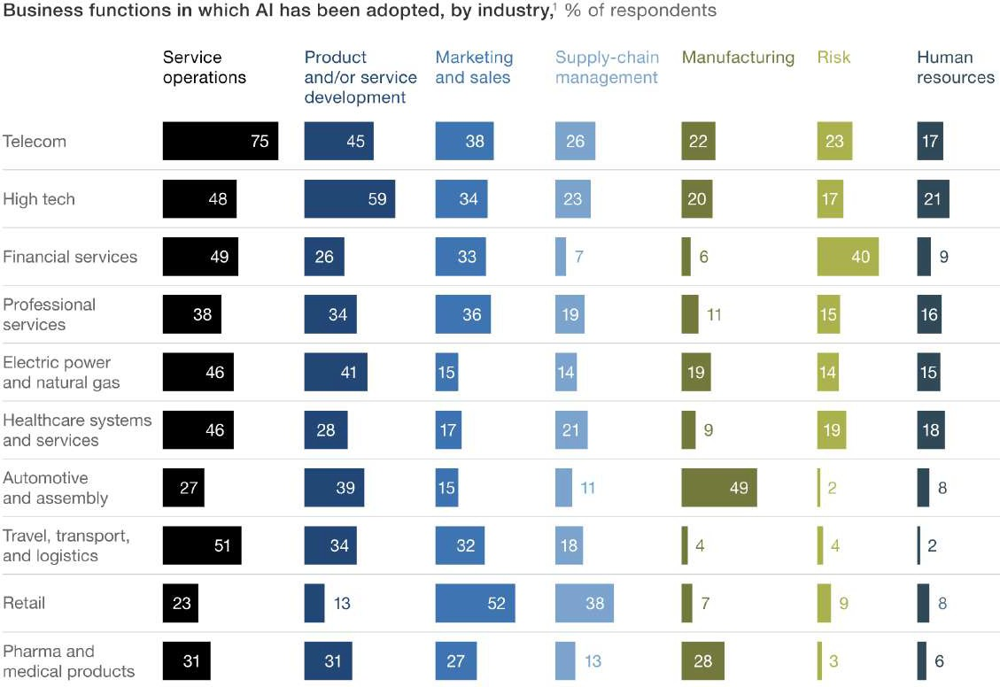 Business functions in which AI has been adopted, by industry,¹ % of respondents
Service operations
Product and/or service development
Marketing and sales
Supply-chain management
Manufacturing
Risk
Human resources
Telecom 75 45 38 26 22 23 17
High tech 48 59 34 23 20 17 21
Financial services 49 26 33 7 6 40 9
Professional services 38 34 36 19 11 15 16
Electric power and natural gas 46 41 15 14 19 14 15
Healthcare systems and services 46 28 17 21 9 19 18
Automotive and assembly 27 39 15 11 49 2 8
Travel, transport, and logistics 51 34 32 18 4 4 2
Retail 23 13 52 38 7 9 8
Pharma and medical products 31 31 27 13 28 3 6